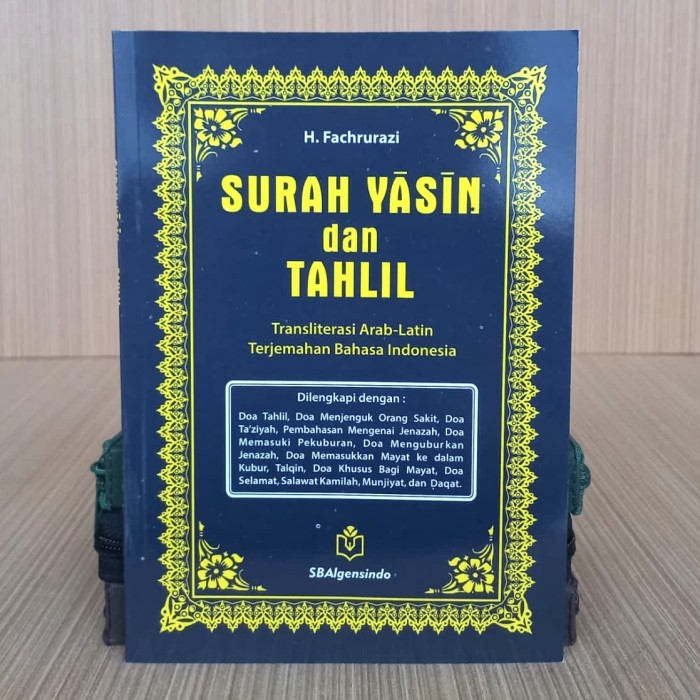 H. Fachrurazi
SURAH YĀSĪṆ
dan
TAHLIL
Transliterasi Arab-Latin
Terjemahan Bahasa Indonesia
Dilengkapi dengan :
Doa Tahlil, Doa Menjenguk Orang Sakit, Doa
Ta'ziyah, Pembahasan Mengenai Jenazah, Doa
Memasuki Pekuburan, Doa Menguburkan
Jenazah, Doa Memasukkan Mayat ke dalam
Kubur, Talqin, Doa Khusus Bagi Mayat, Doa
Selamat, Salawat Kamilah, Munjiyat, dan Ḍaqat.
SBAlgensindo